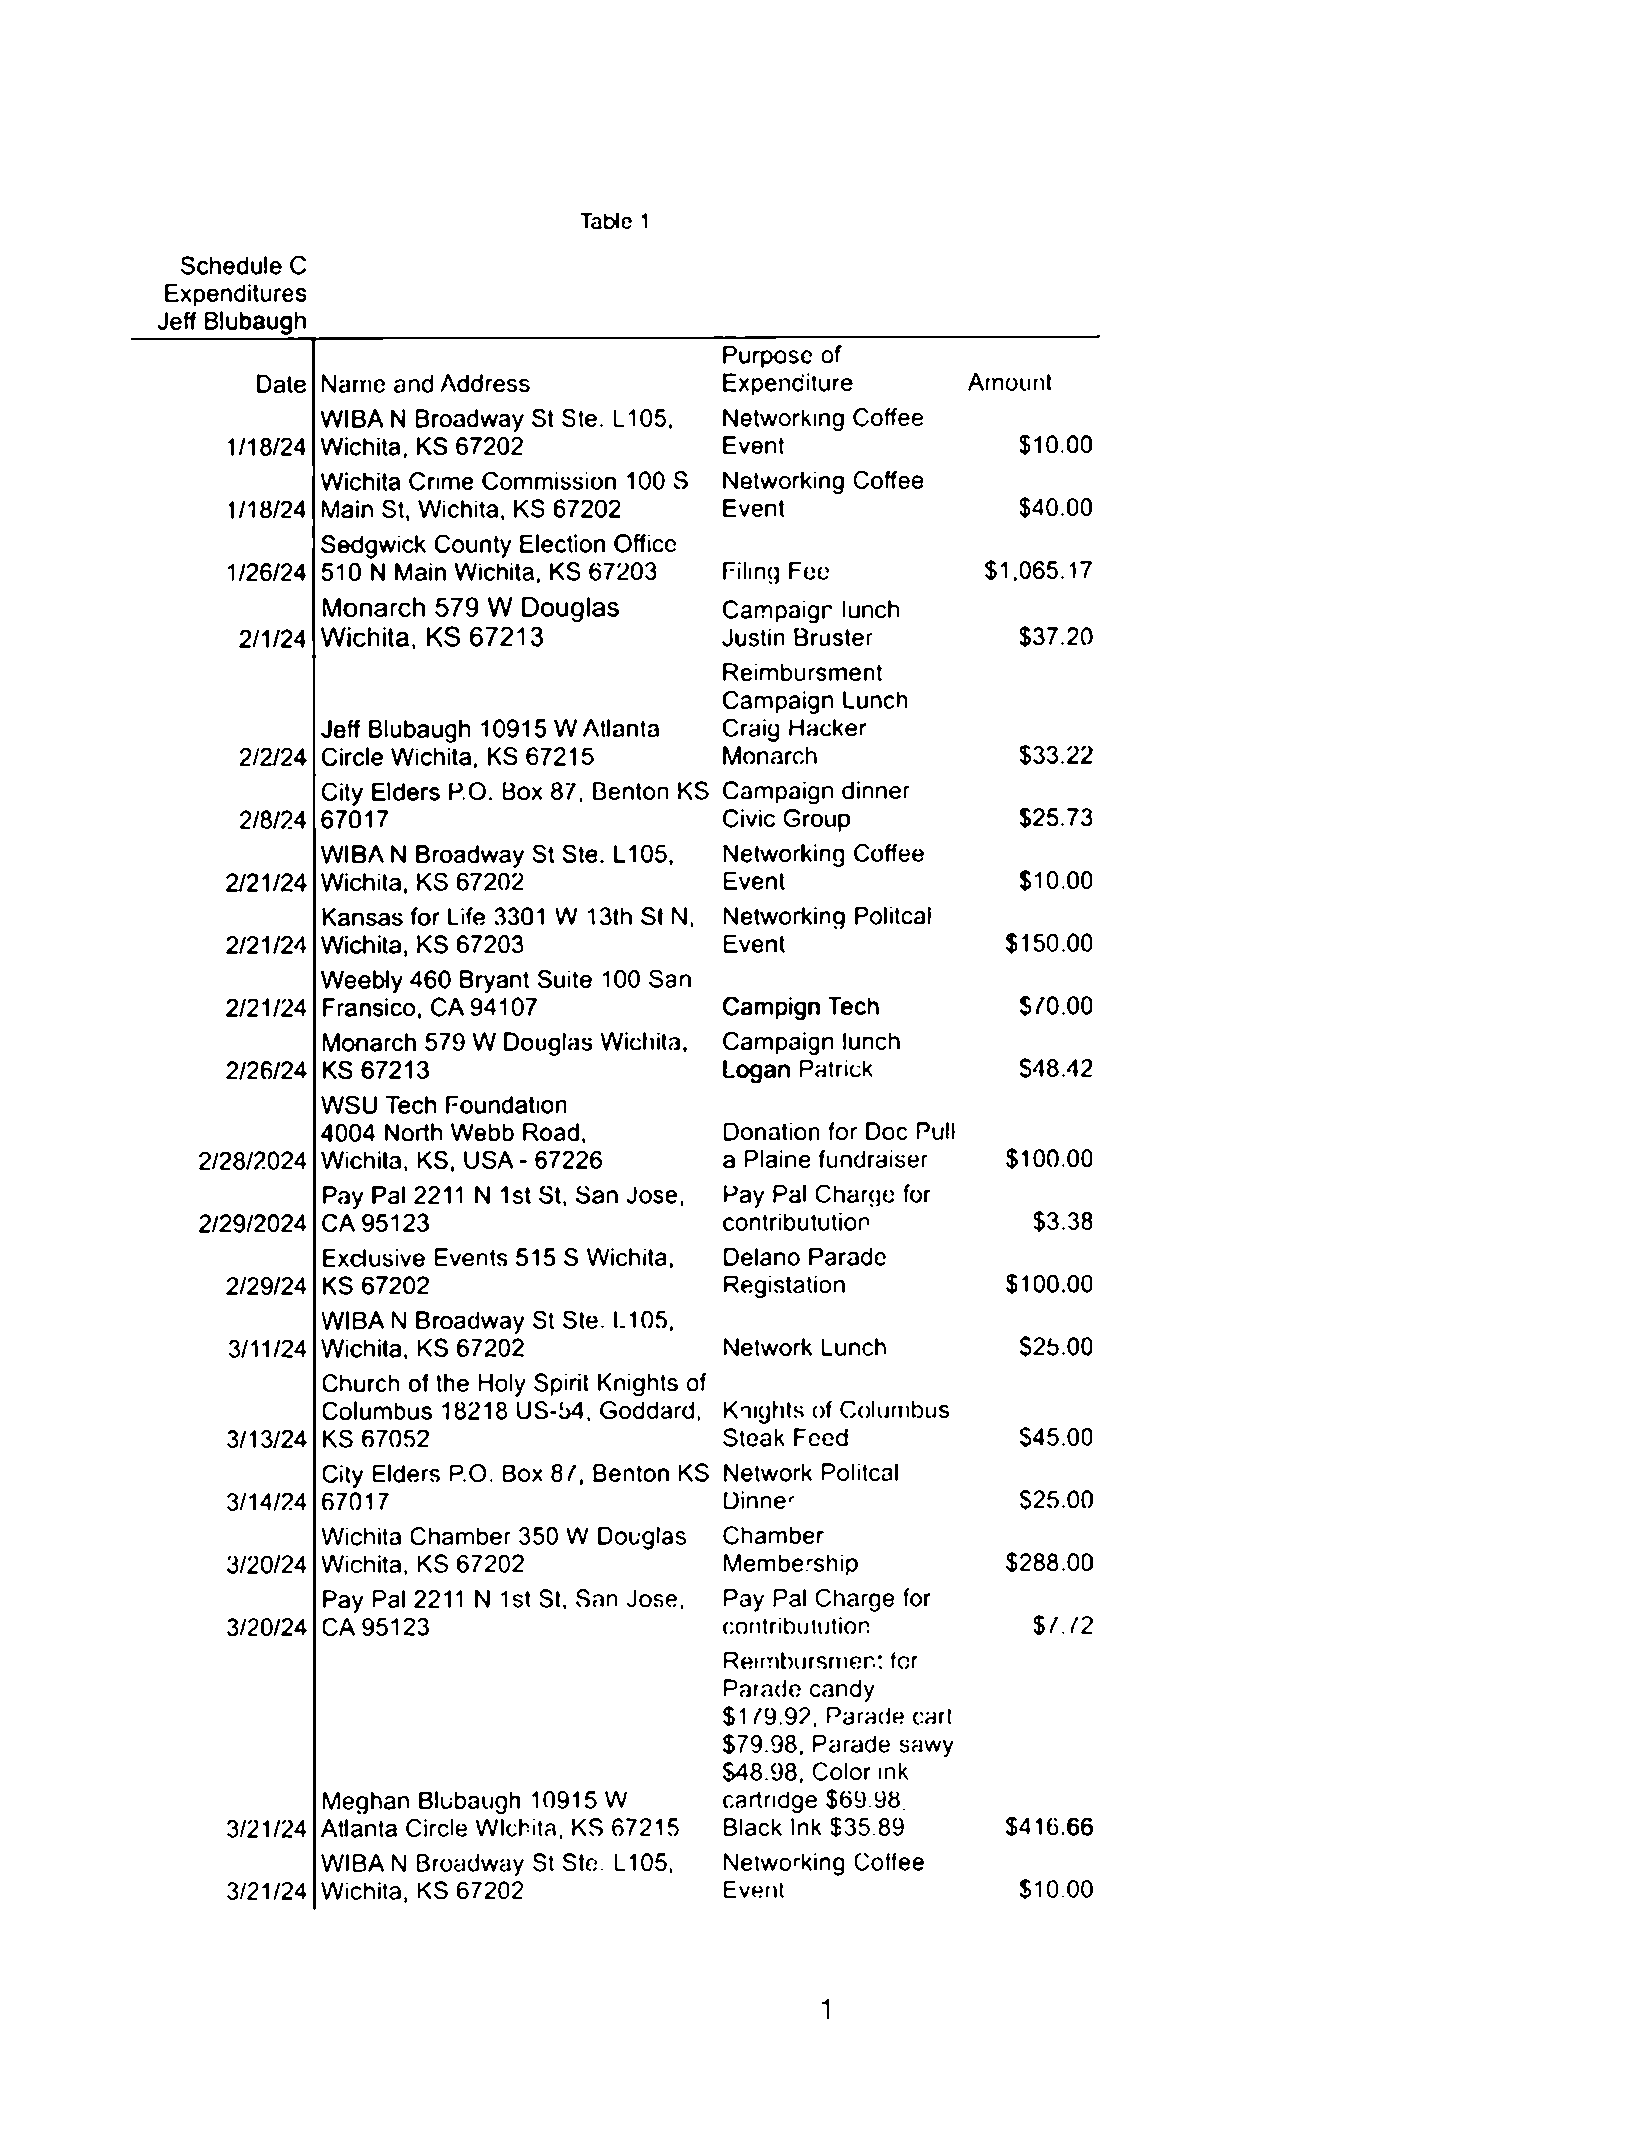 Table 1
Schedule C
Expenditures
Jeff Blubaugh
Purpose of
Date Name and Address Expenditure Amount
WIBA N Broadway St Ste. L105, Networking Coffee
1/18/24 Wichita, KS 67202 Event $10.00
Wichita Crime Commission 100 S Networking Coffee
1/18/24 Main St, Wichita, KS 67202 Event $40.00
Sedgwick County Election Office
1/26/24 510 N Main Wichita, KS 67203 Filing Fee $1,065.17
Monarch 579 W Douglas Campaign lunch
2/1/24 Wichita, KS 67213 Justin Bruster $37.20
Reimbursment
Campaign Lunch
Jeff Blubaugh 10915 W Atlanta Craig Hacker
2/2/24 Circle Wichita, KS 67215 Monarch $33.22
City Elders P.O. Box 87, Benton KS Campaign dinner
2/8/24 67017 Civic Group $25.73
WIBA N Broadway St Ste. L105, Networking Coffee
2/21/24 Wichita, KS 67202 Event $10.00
Kansas for Life 3301 W 13th St N, Networking Politcal
2/21/24 Wichita, KS 67203 Event $150.00
Weebly 460 Bryant Suite 100 San
2/21/24 Fransico, CA 94107 Campign Tech $70.00
Monarch 579 W Douglas Wichita, Campaign lunch
2/26/24 KS 67213 Logan Patrick $48.42
WSU Tech Foundation
4004 North Webb Road, Donation for Doc Pull
2/28/2024 Wichita, KS, USA - 67226 a Plaine fundraiser $100.00
Pay Pal 2211 N 1st St, San Jose, Pay Pal Charge for
2/29/2024 CA 95123 contributution $3.38
Exclusive Events 515 S Wichita, Delano Parade
2/29/24 KS 67202 Registation $100.00
WIBA N Broadway St Ste. L105,
3/11/24 Wichita, KS 67202 Network Lunch $25.00
Church of the Holy Spirit Knights of
Columbus 18218 US-54, Goddard, Knights of Columbus
3/13/24 KS 67052 Steak Feed $45.00
City Elders P.O. Box 87, Benton KS Network Politcal
3/14/24 67017 Dinner $25.00
Wichita Chamber 350 W Douglas Chamber
3/20/24 Wichita, KS 67202 Membership $288.00
Pay Pal 2211 N 1st St, San Jose, Pay Pal Charge for
3/20/24 CA 95123 contributution $7.72
Reimbursment for
Parade candy
$179.92, Parade cart
$79.98, Parade sawy
$48.98, Color ink
Meghan Blubaugh 10915 W cartridge $69.98.
3/21/24 Atlanta Circle WIchita, KS 67215 Black Ink $35.89 $416.66
WIBA N Broadway St Ste. L105, Networking Coffee
3/21/24 Wichita, KS 67202 Event $10.00
1